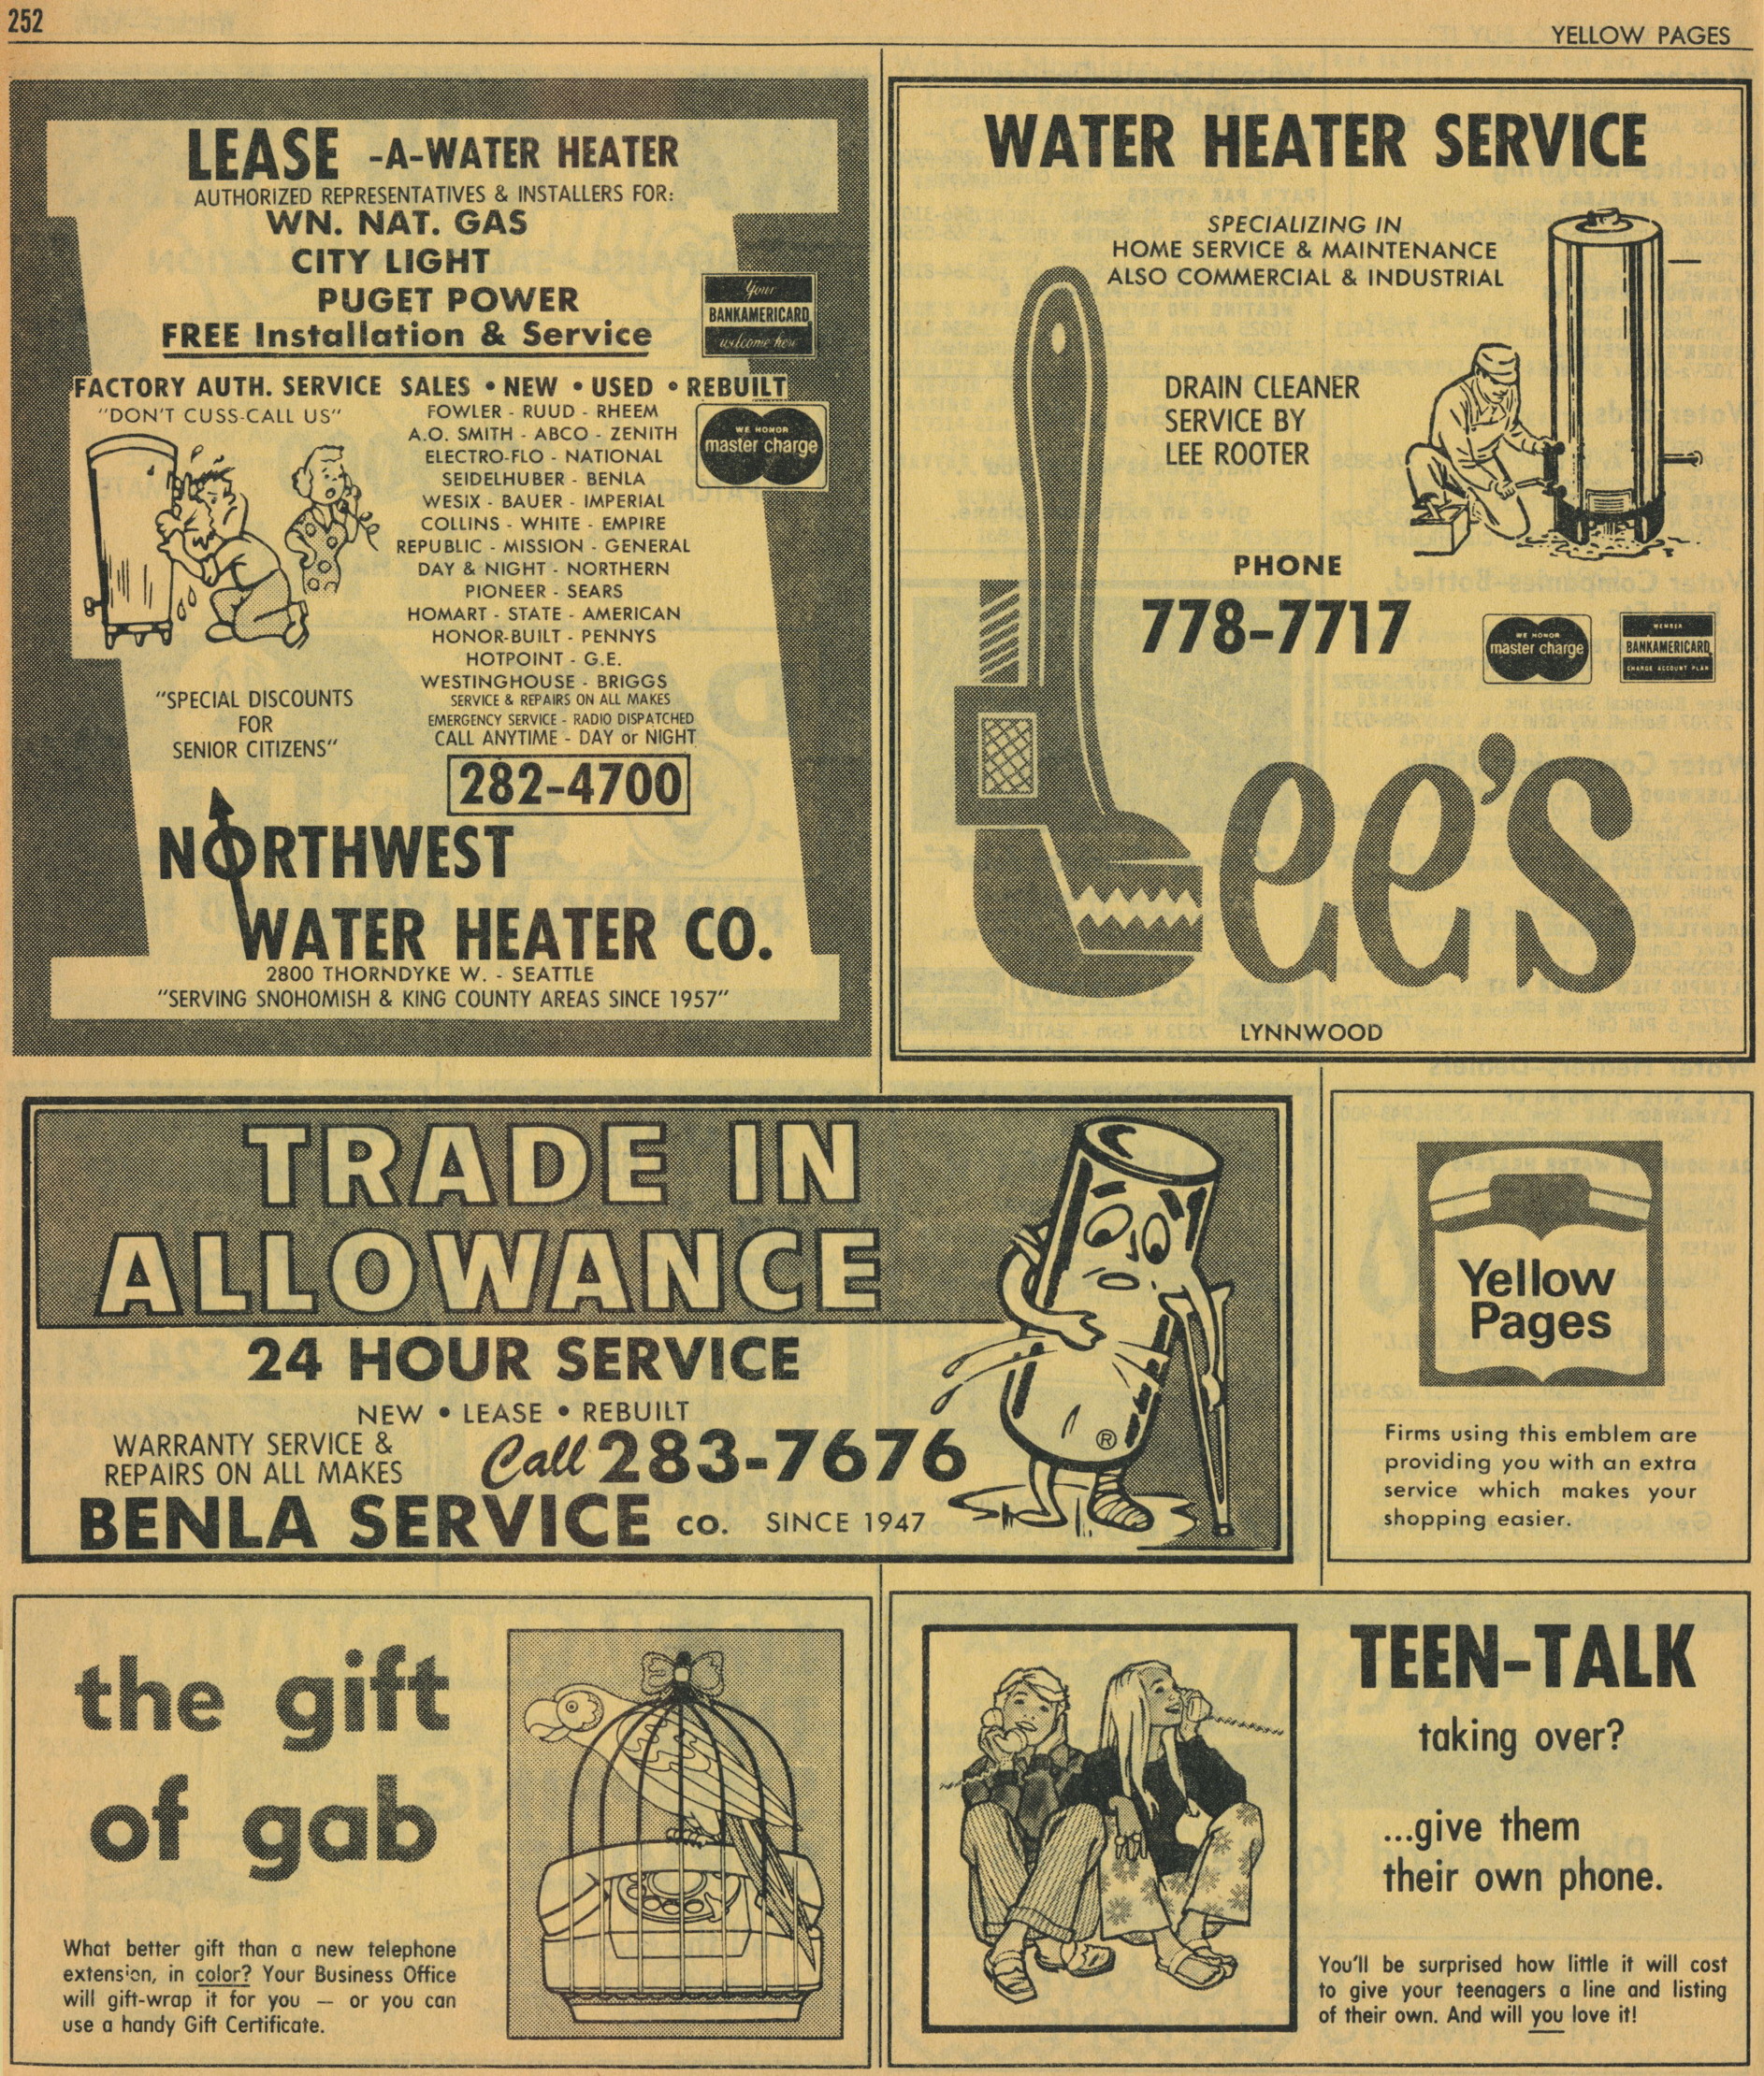 252
YELLOW PAGES
LEASE -A-WATER HEATER
AUTHORIZED REPRESENTATIVES & INSTALLERS FOR:
WN. NAT. GAS
CITY LIGHT
PUGET POWER
FREE Installation & Service
Your
BANKAMERICARD
welcome here
FACTORY AUTH. SERVICE SALES • NEW • USED • REBUILT
"DON'T CUSS-CALL US"
FOWLER - RUUD - RHEEM
A.O. SMITH - ABCO - ZENITH
ELECTRO-FLO - NATIONAL
SEIDELHUBER - BENLA
WESIX - BAUER - IMPERIAL
COLLINS - WHITE - EMPIRE
REPUBLIC - MISSION - GENERAL
DAY & NIGHT - NORTHERN
PIONEER - SEARS
HOMART - STATE - AMERICAN
HONOR-BUILT - PENNYS
HOTPOINT - G.E.
WESTINGHOUSE - BRIGGS
SERVICE & REPAIRS ON ALL MAKES
EMERGENCY SERVICE - RADIO DISPATCHED
CALL ANYTIME - DAY or NIGHT
WE HONOR
master charge
"SPECIAL DISCOUNTS
FOR
SENIOR CITIZENS"
282-4700
NORTHWEST
WATER HEATER CO.
2800 THORNDYKE W. - SEATTLE
"SERVING SNOHOMISH & KING COUNTY AREAS SINCE 1957"
WATER HEATER SERVICE
SPECIALIZING IN
HOME SERVICE & MAINTENANCE
ALSO COMMERCIAL & INDUSTRIAL
DRAIN CLEANER
SERVICE BY
LEE ROOTER
PHONE
778-7717
WE HONOR
master charge
MEMBER
BANKAMERICARD
CHARGE ACCOUNT PLAN
Lee's
LYNNWOOD
TRADE IN
ALLOWANCE
24 HOUR SERVICE
NEW • LEASE • REBUILT
WARRANTY SERVICE &
REPAIRS ON ALL MAKES
Call 283-7676
®
BENLA SERVICE CO. SINCE 1947
Yellow
Pages
Firms using this emblem are
providing you with an extra
service which makes your
shopping easier.
the gift
of gab
What better gift than a new telephone
extension, in color? Your Business Office
will gift-wrap it for you — or you can
use a handy Gift Certificate.
TEEN-TALK
taking over?
...give them
their own phone.
You'll be surprised how little it will cost
to give your teenagers a line and listing
of their own. And will you love it!